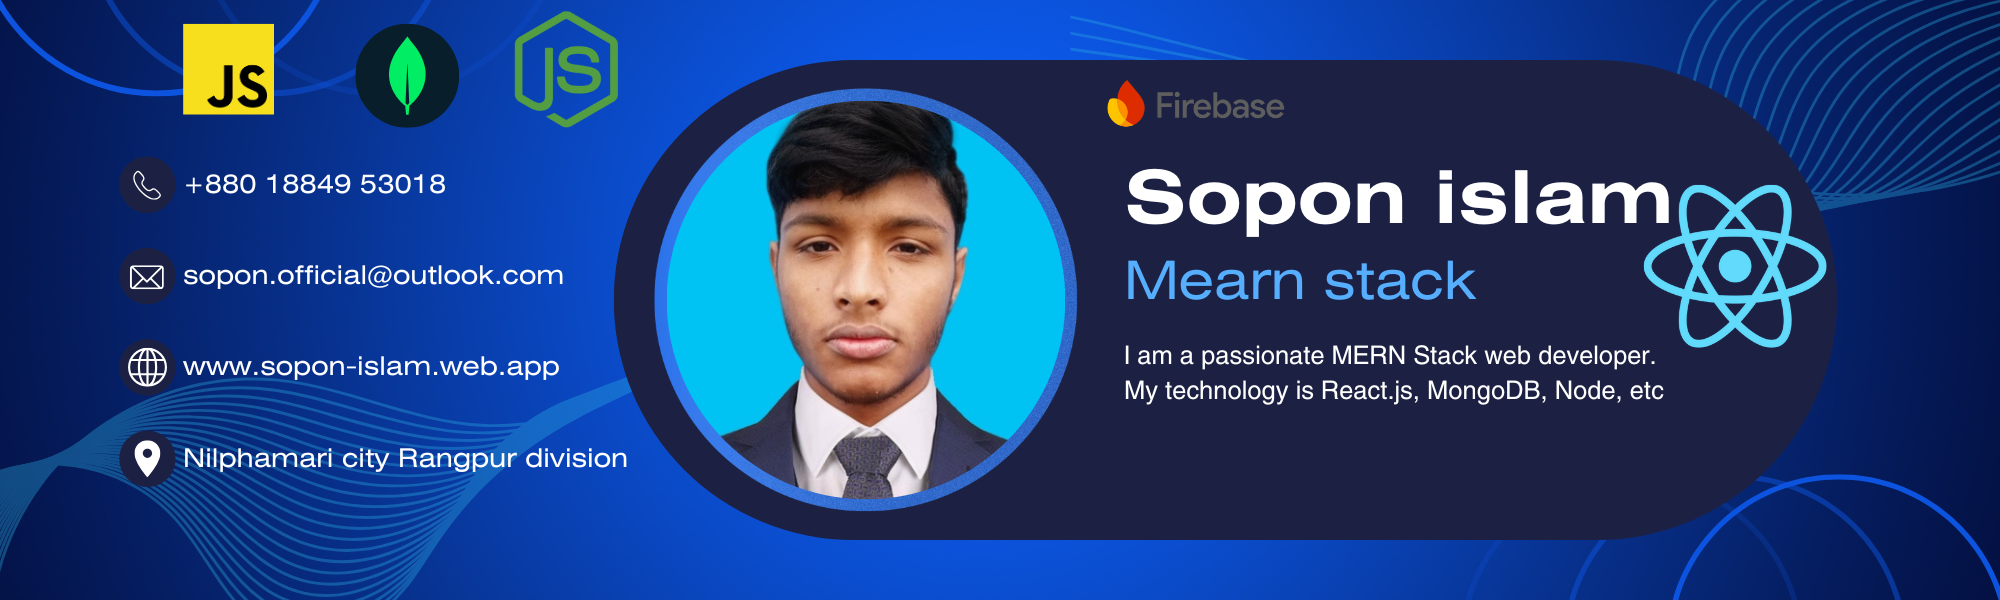 JS
JS
+880 18849 53018
sopon.official@outlook.com
www.sopon-islam.web.app
Nilphamari city Rangpur division
Firebase
Sopon islam
Mearn stack
I am a passionate MERN Stack web developer.
My technology is React.js, MongoDB, Node, etc